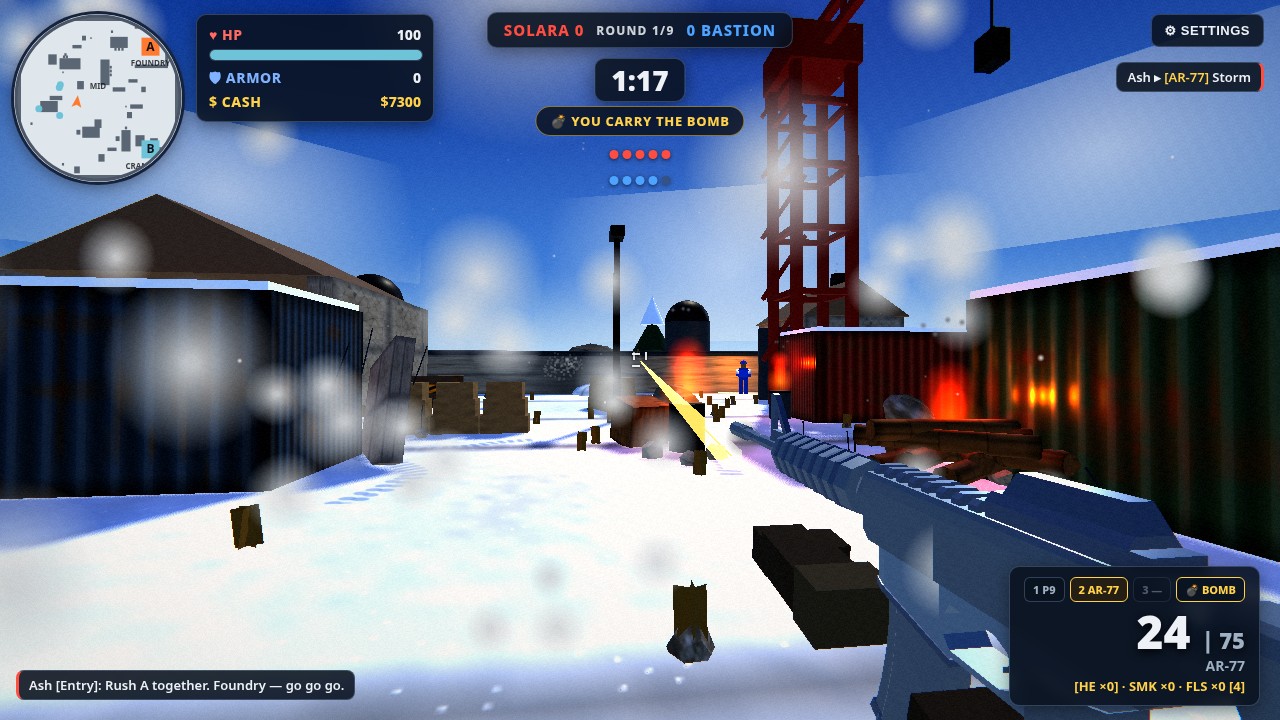 A
FOUNDRY
MID
B
CRA
♥ HP 100
ARMOR 0
$ CASH $7300
SOLARA 0 ROUND 1/9 0 BASTION
1:17
YOU CARRY THE BOMB
⚙ SETTINGS
Ash ▸ [AR-77] Storm
Ash [Entry]: Rush A together. Foundry — go go go.
1 P9 2 AR-77 3 — BOMB
24 | 75
AR-77
[HE ×0] · SMK ×0 · FLS ×0 [4]